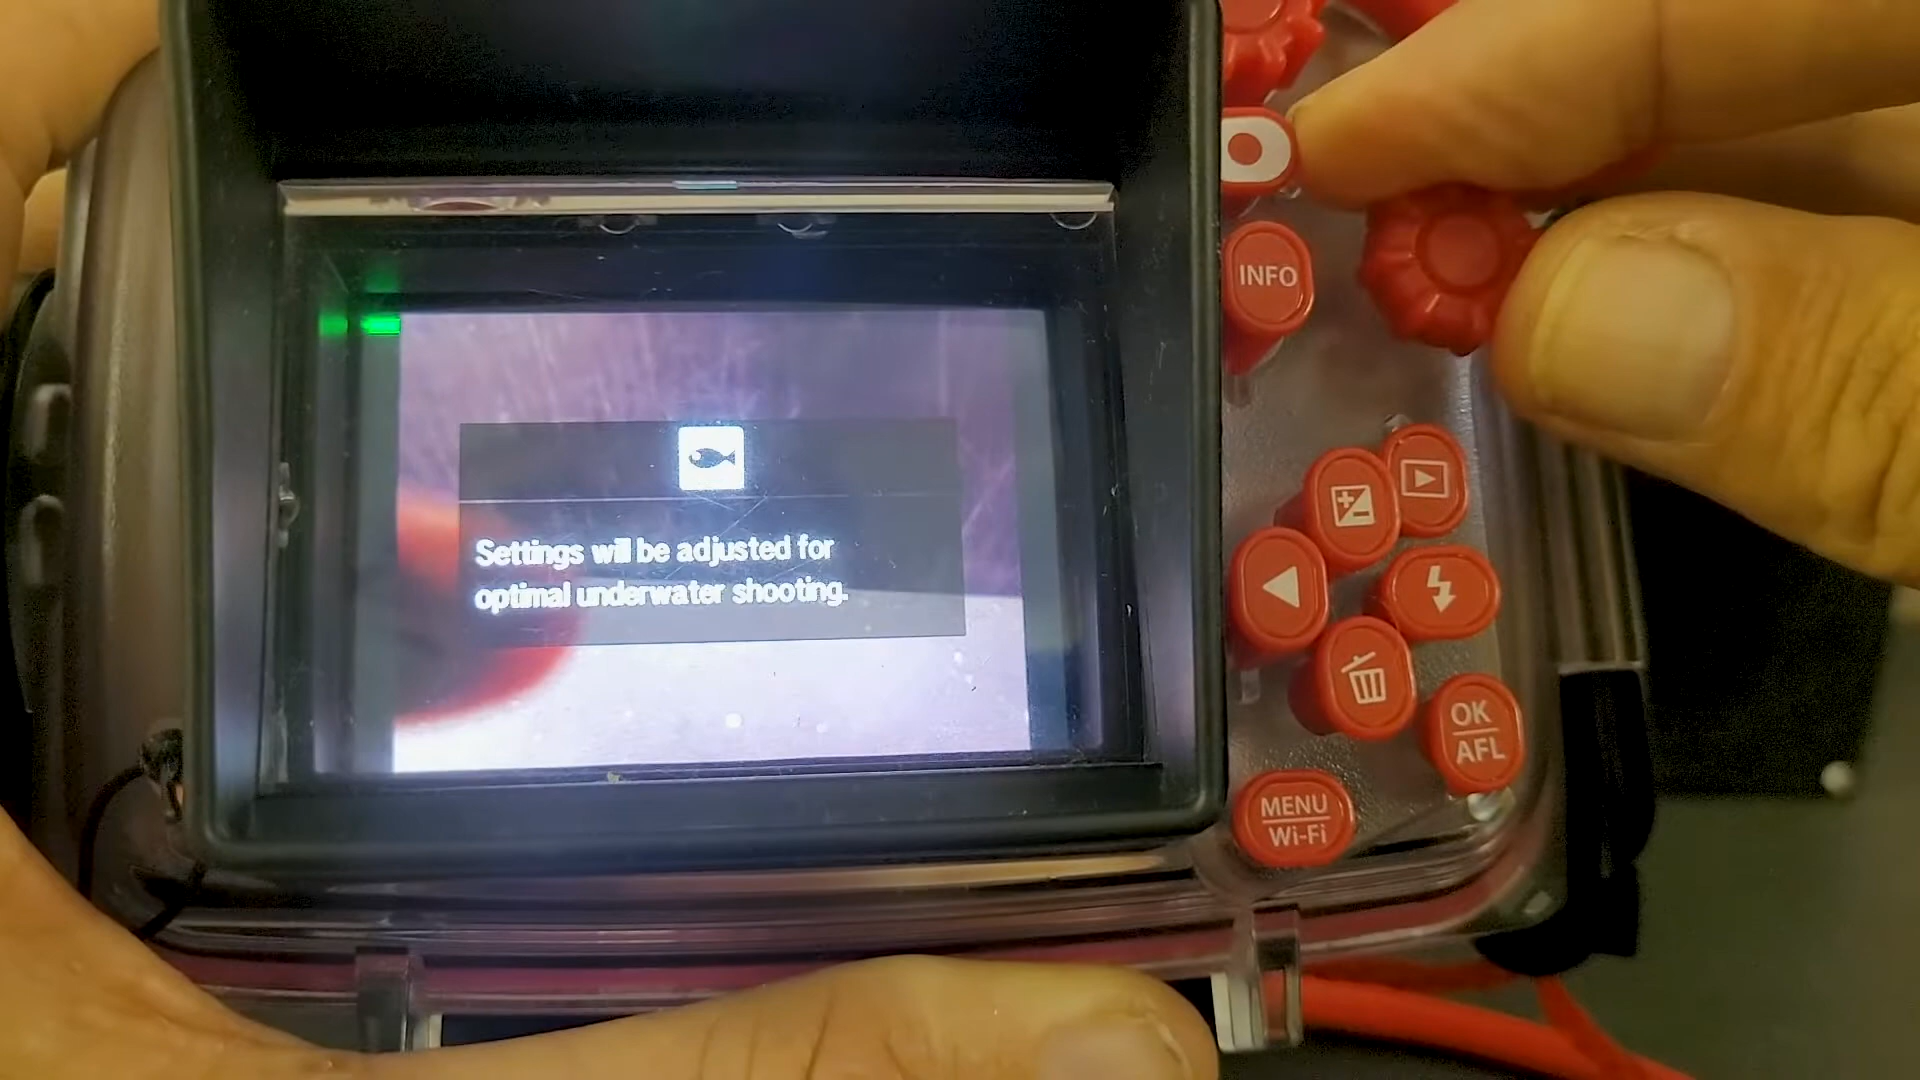 INFO
Settings will be adjusted for
optimal underwater shooting.
OK
AFL
MENU
Wi-Fi